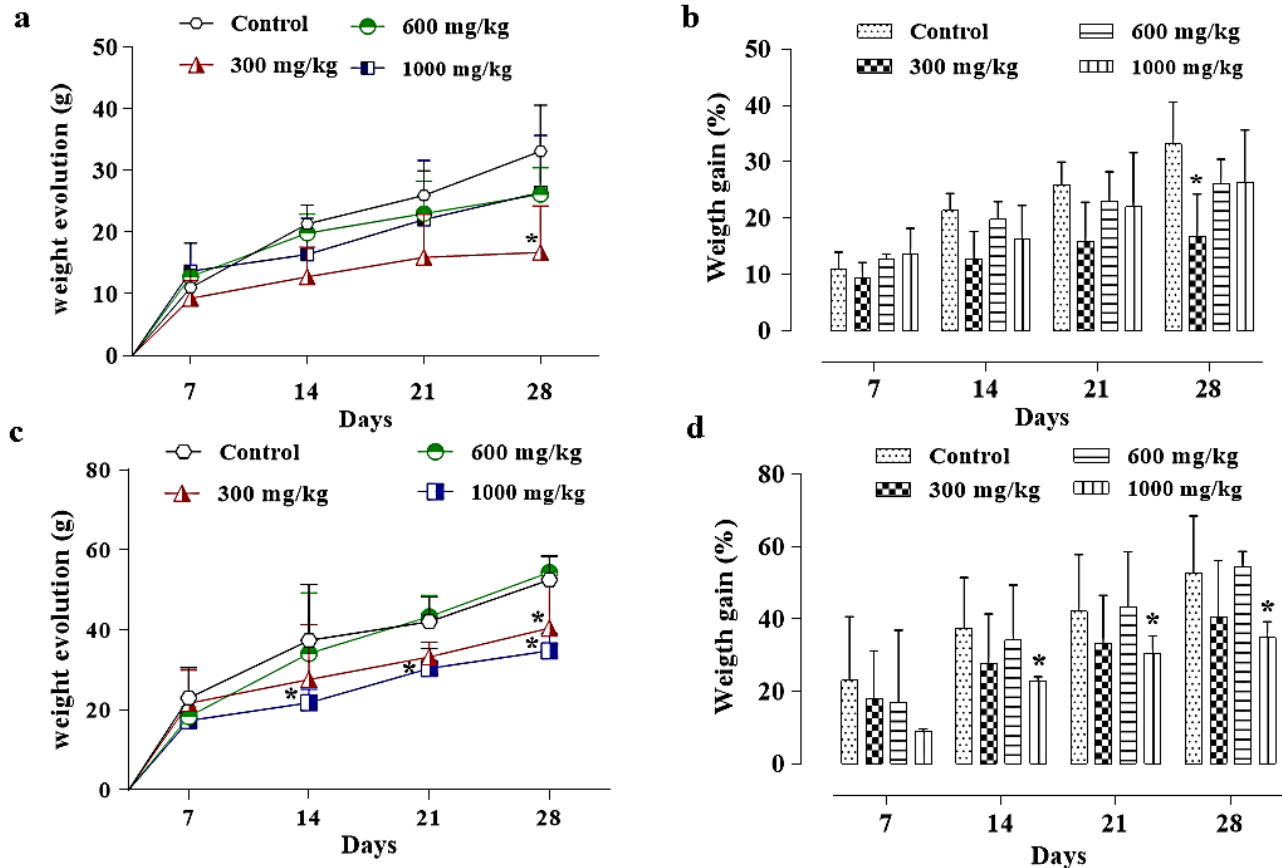 a
Control
600 mg/kg
300 mg/kg
1000 mg/kg
weight evolution (g)
50
40
30
20
10
0
*
7 14 21 28
Days
b
Control
600 mg/kg
300 mg/kg
1000 mg/kg
Weigth gain (%)
50
40
30
20
10
0
*
7 14 21 28
Days
c
Control
600 mg/kg
300 mg/kg
1000 mg/kg
weight evolution (g)
80
60
40
20
0
* * * *
7 14 21 28
Days
d
Control
600 mg/kg
300 mg/kg
1000 mg/kg
Weigth gain (%)
80
60
40
20
0
* * *
7 14 21 28
Days